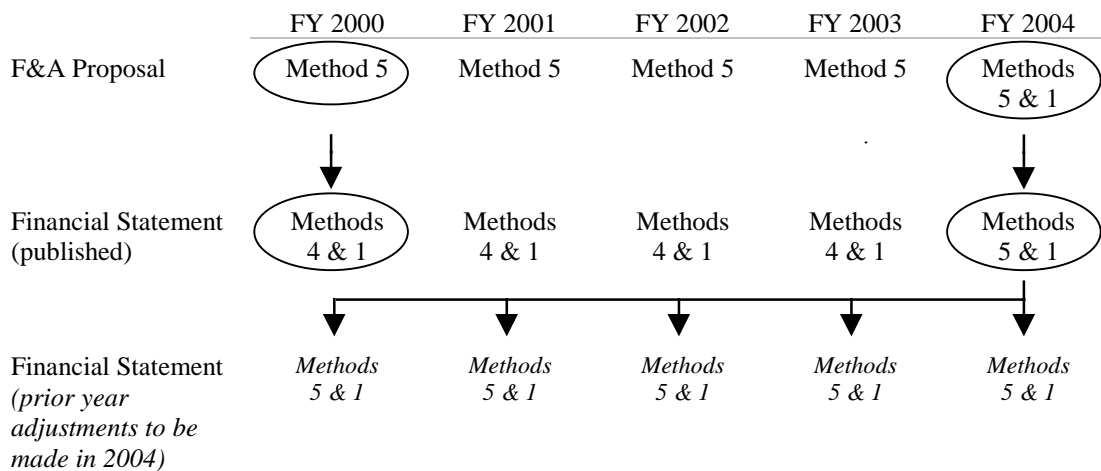 FY 2000 FY 2001 FY 2002 FY 2003 FY 2004
F&A Proposal Method 5 Method 5 Method 5 Method 5 Methods
5 & 1
Financial Statement Methods Methods Methods Methods Methods
(published) 4 & 1 4 & 1 4 & 1 4 & 1 5 & 1
Financial Statement Methods Methods Methods Methods Methods
(prior year 5 & 1 5 & 1 5 & 1 5 & 1 5 & 1
adjustments to be
made in 2004)